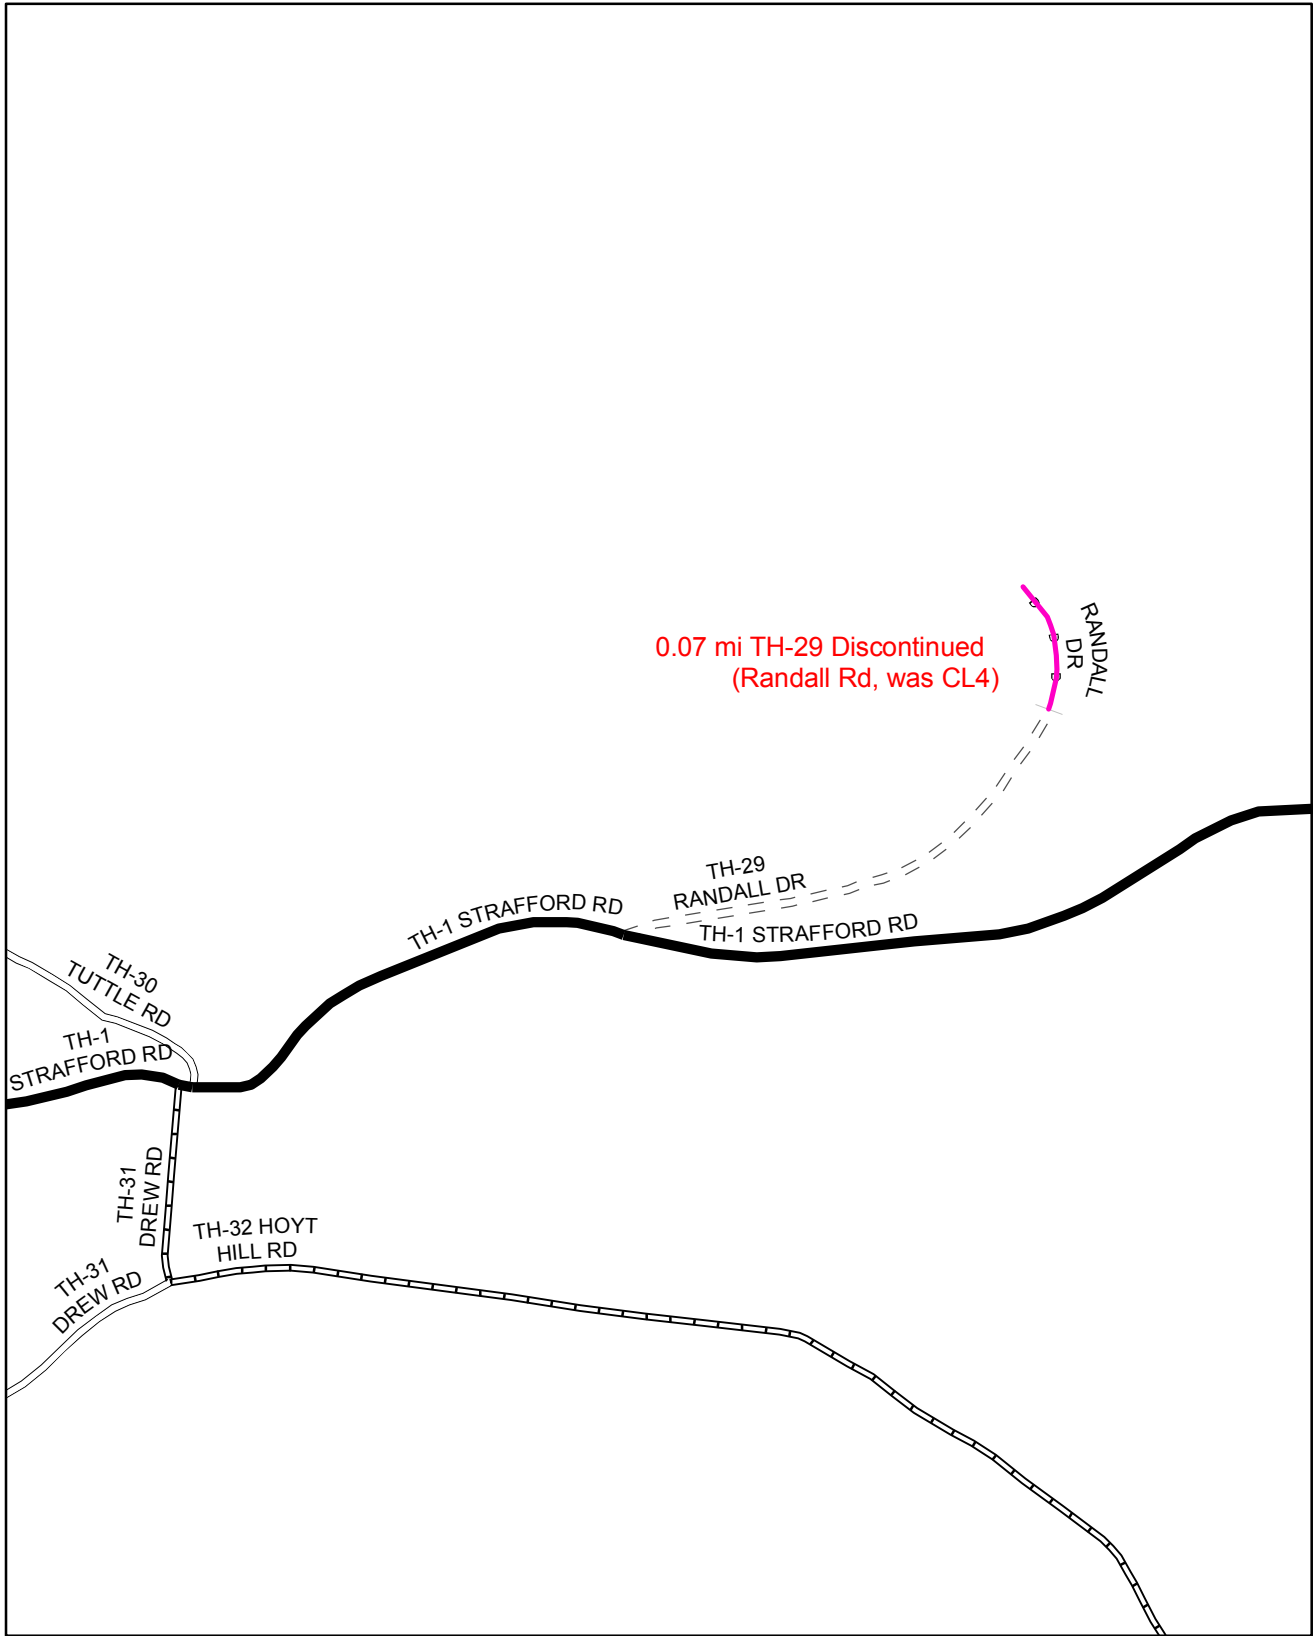 D
D
D
RANDALL
DR
0.07 mi TH-29 Discontinued
(Randall Rd, was CL4)
TH-29
RANDALL DR
TH-1 STRAFFORD RD
TH-1 STRAFFORD RD
TH-30
TUTTLE RD
TH-1
STRAFFORD RD
TH-31
DREW RD
TH-32 HOYT
HILL RD
TH-31
DREW RD